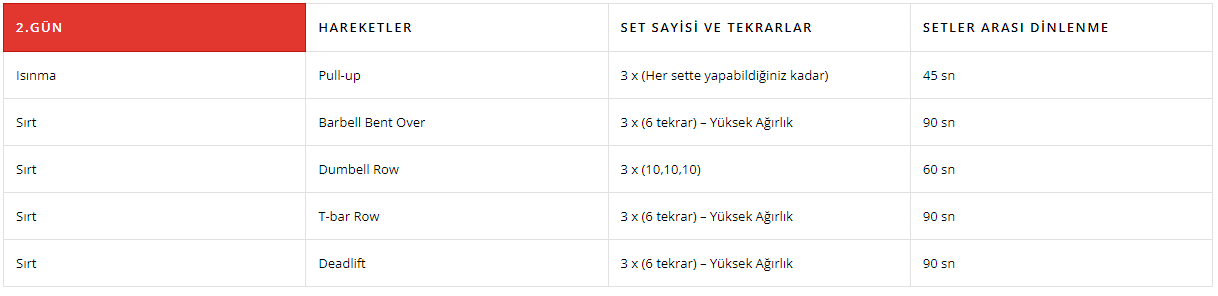 2.GÜN HAREKETLER SET SAYİSİ VE TEKRARLAR SETLER ARASI DİNLENME
Isınma Pull-up 3 x (Her sette yapabildiğiniz kadar) 45 sn
Sırt Barbell Bent Over 3 x (6 tekrar) – Yüksek Ağırlık 90 sn
Sırt Dumbell Row 3 x (10,10,10) 60 sn
Sırt T-bar Row 3 x (6 tekrar) – Yüksek Ağırlık 90 sn
Sırt Deadlift 3 x (6 tekrar) – Yüksek Ağırlık 90 sn